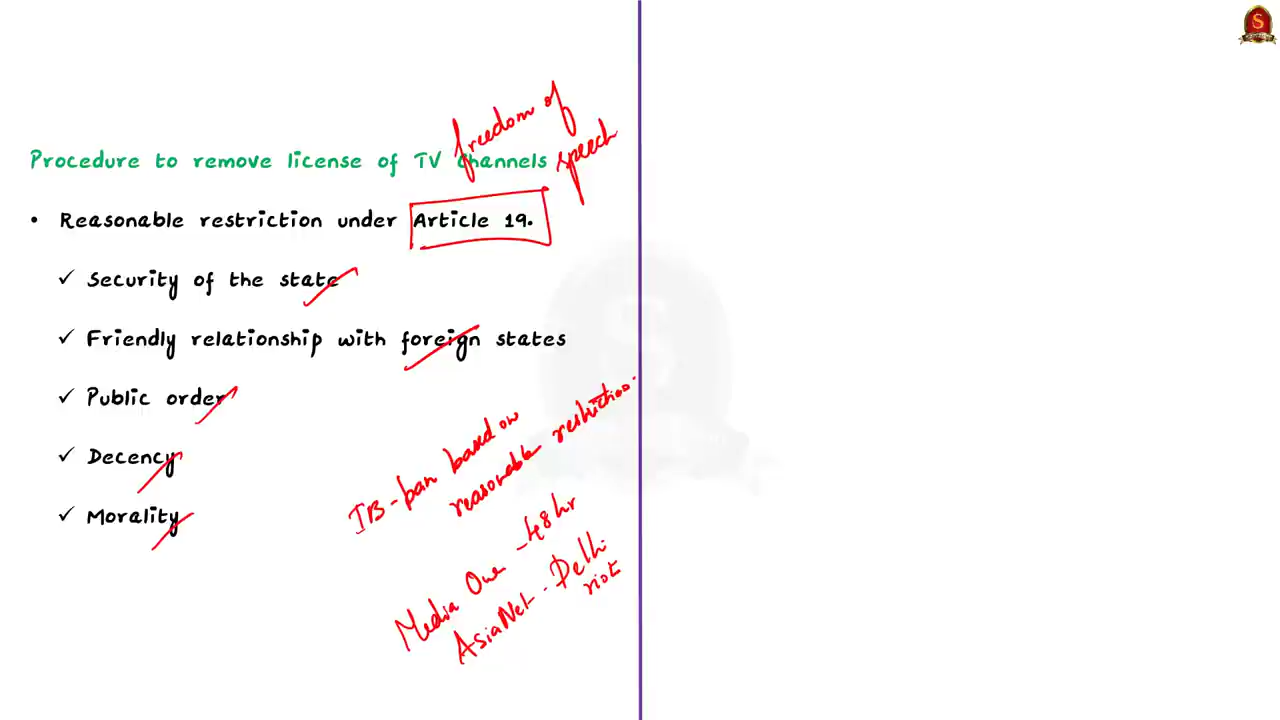 freedom of
speech
Procedure to remove license of TV channels
• Reasonable restriction under Article 19.
✓ Security of the state
✓ Friendly relationship with foreign states
✓ Public order
✓ Decency
✓ Morality
IB-ban based on
reasonable restriction.
Media One - 48hr
AsiaNet - Delhi
riot
S
S